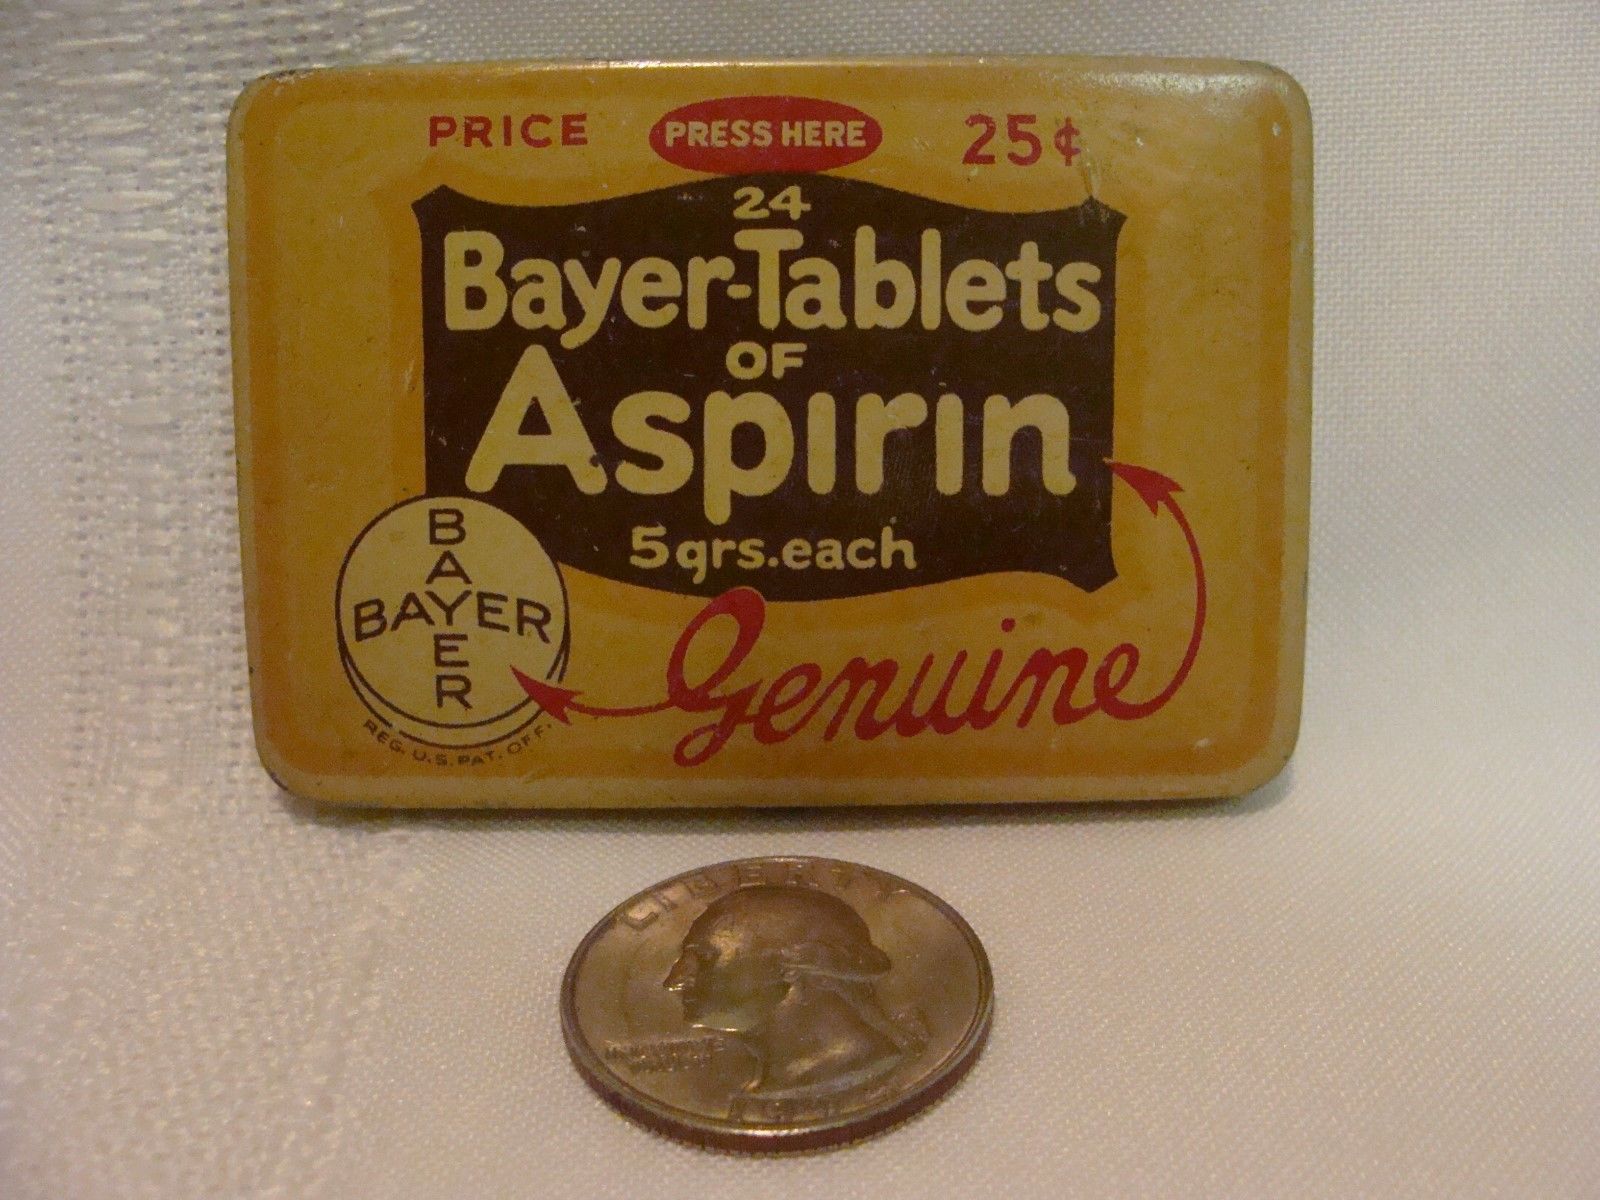 PRICE PRESS HERE 25¢
24
Bayer-Tablets
OF
Aspirin
5 grs. each
BAYER
BAYER
Genuine
REG. U.S. PAT. OFF.
LIBERTY